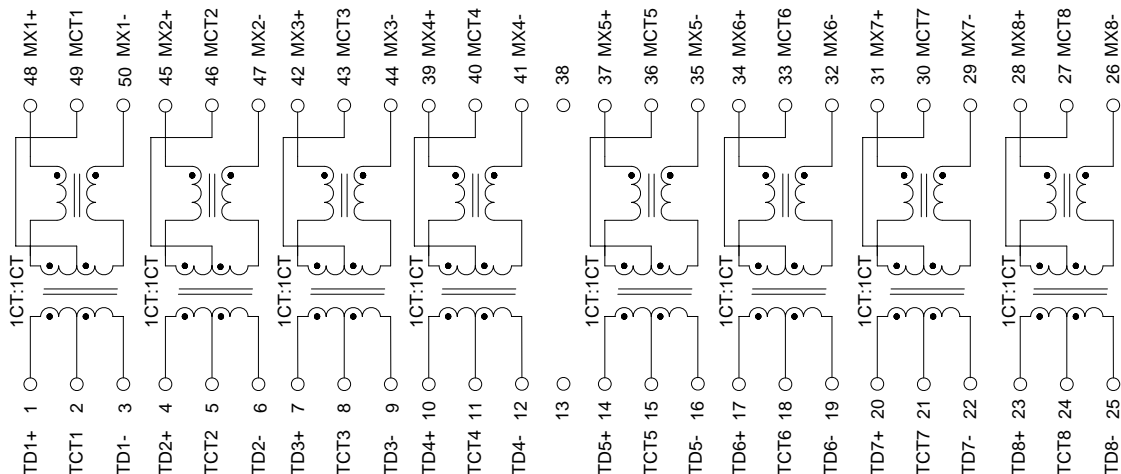 48 MX1+
49 MCT1
50 MX1-
45 MX2+
46 MCT2
47 MX2-
42 MX3+
43 MCT3
44 MX3-
39 MX4+
40 MCT4
41 MX4-
38
37 MX5+
36 MCT5
35 MX5-
34 MX6+
33 MCT6
32 MX6-
31 MX7+
30 MCT7
29 MX7-
28 MX8+
27 MCT8
26 MX8-
1CT:1CT
1CT:1CT
1CT:1CT
1CT:1CT
1CT:1CT
1CT:1CT
1CT:1CT
1CT:1CT
TD1+ 1
TCT1 2
TD1- 3
TD2+ 4
TCT2 5
TD2- 6
TD3+ 7
TCT3 8
TD3- 9
TD4+ 10
TCT4 11
TD4- 12
13
TD5+ 14
TCT5 15
TD5- 16
TD6+ 17
TCT6 18
TD6- 19
TD7+ 20
TCT7 21
TD7- 22
TD8+ 23
TCT8 24
TD8- 25